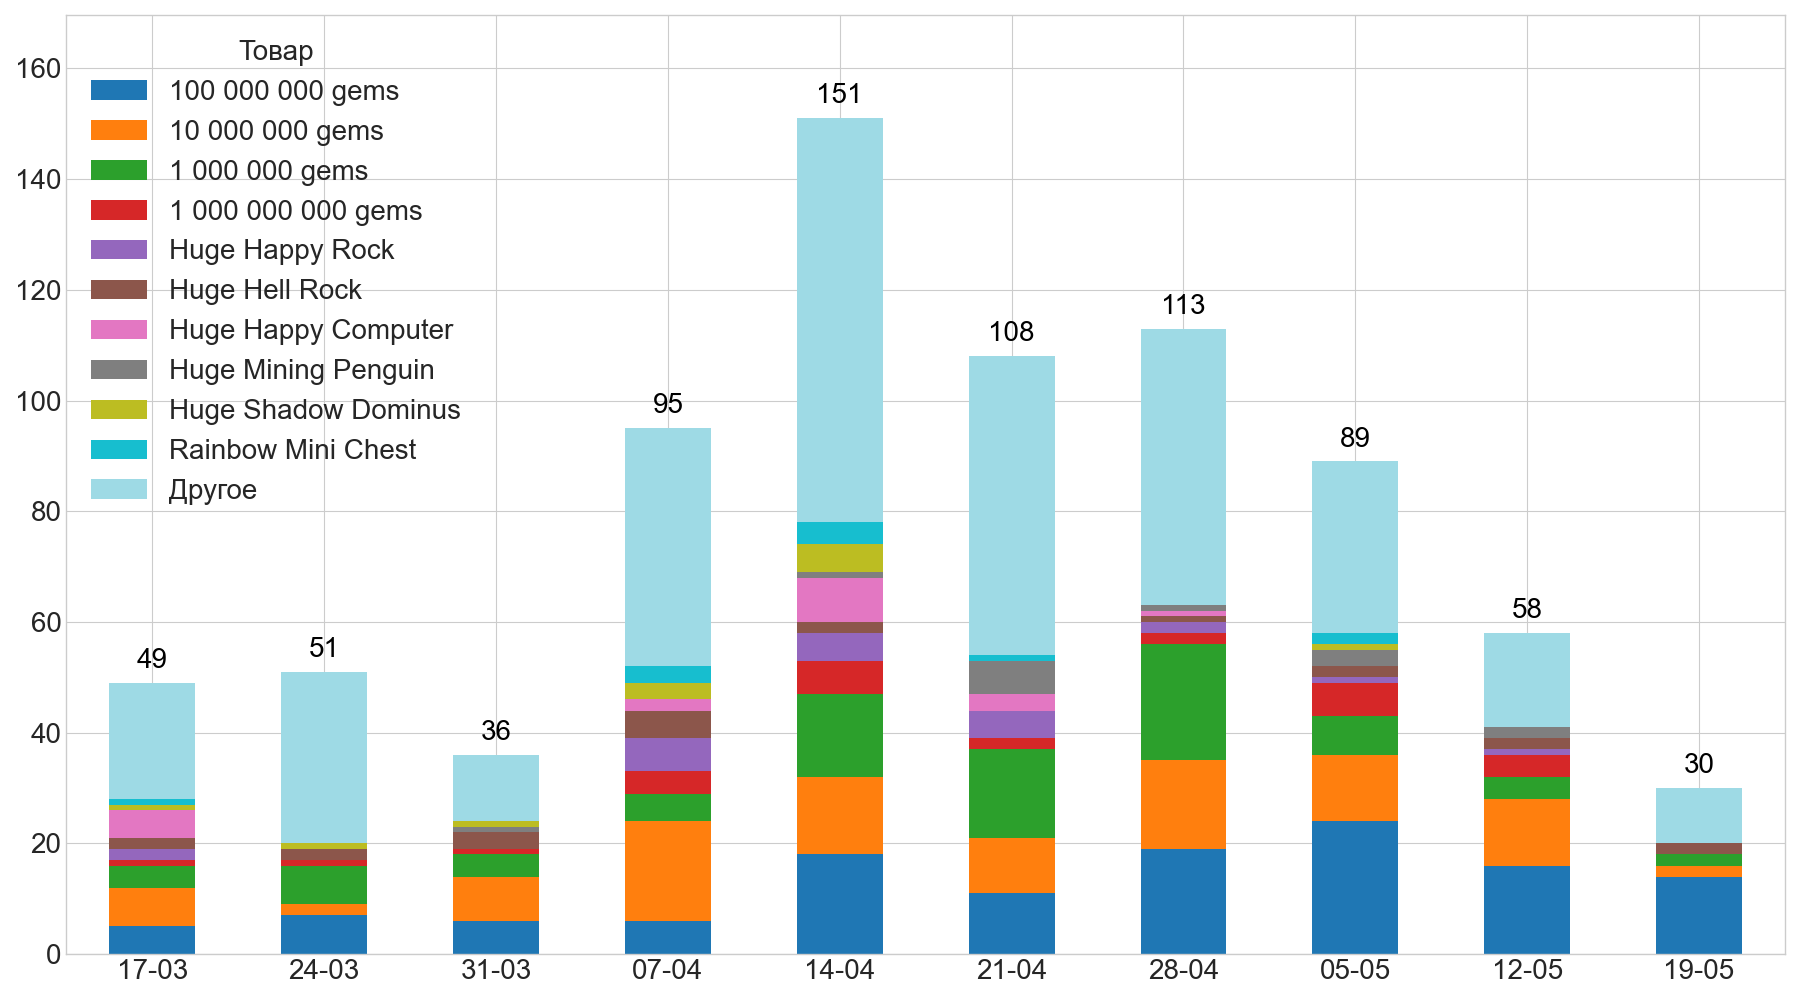 Товар
100 000 000 gems
10 000 000 gems
1 000 000 gems
1 000 000 000 gems
Huge Happy Rock
Huge Hell Rock
Huge Happy Computer
Huge Mining Penguin
Huge Shadow Dominus
Rainbow Mini Chest
Другое
160
140
120
100
80
60
40
20
0
49
51
36
95
151
108
113
89
58
30
17-03
24-03
31-03
07-04
14-04
21-04
28-04
05-05
12-05
19-05